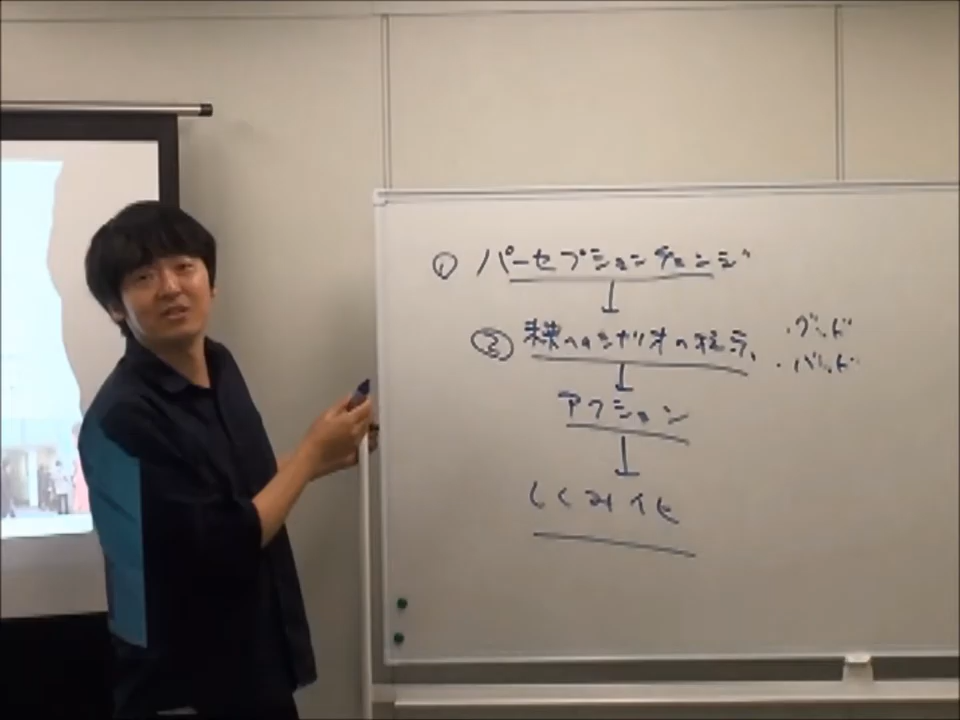 ① パーセプションチェンジ
② 未来へのシナリオの提示、
・グッド
・バッド
アクション
しくみ化